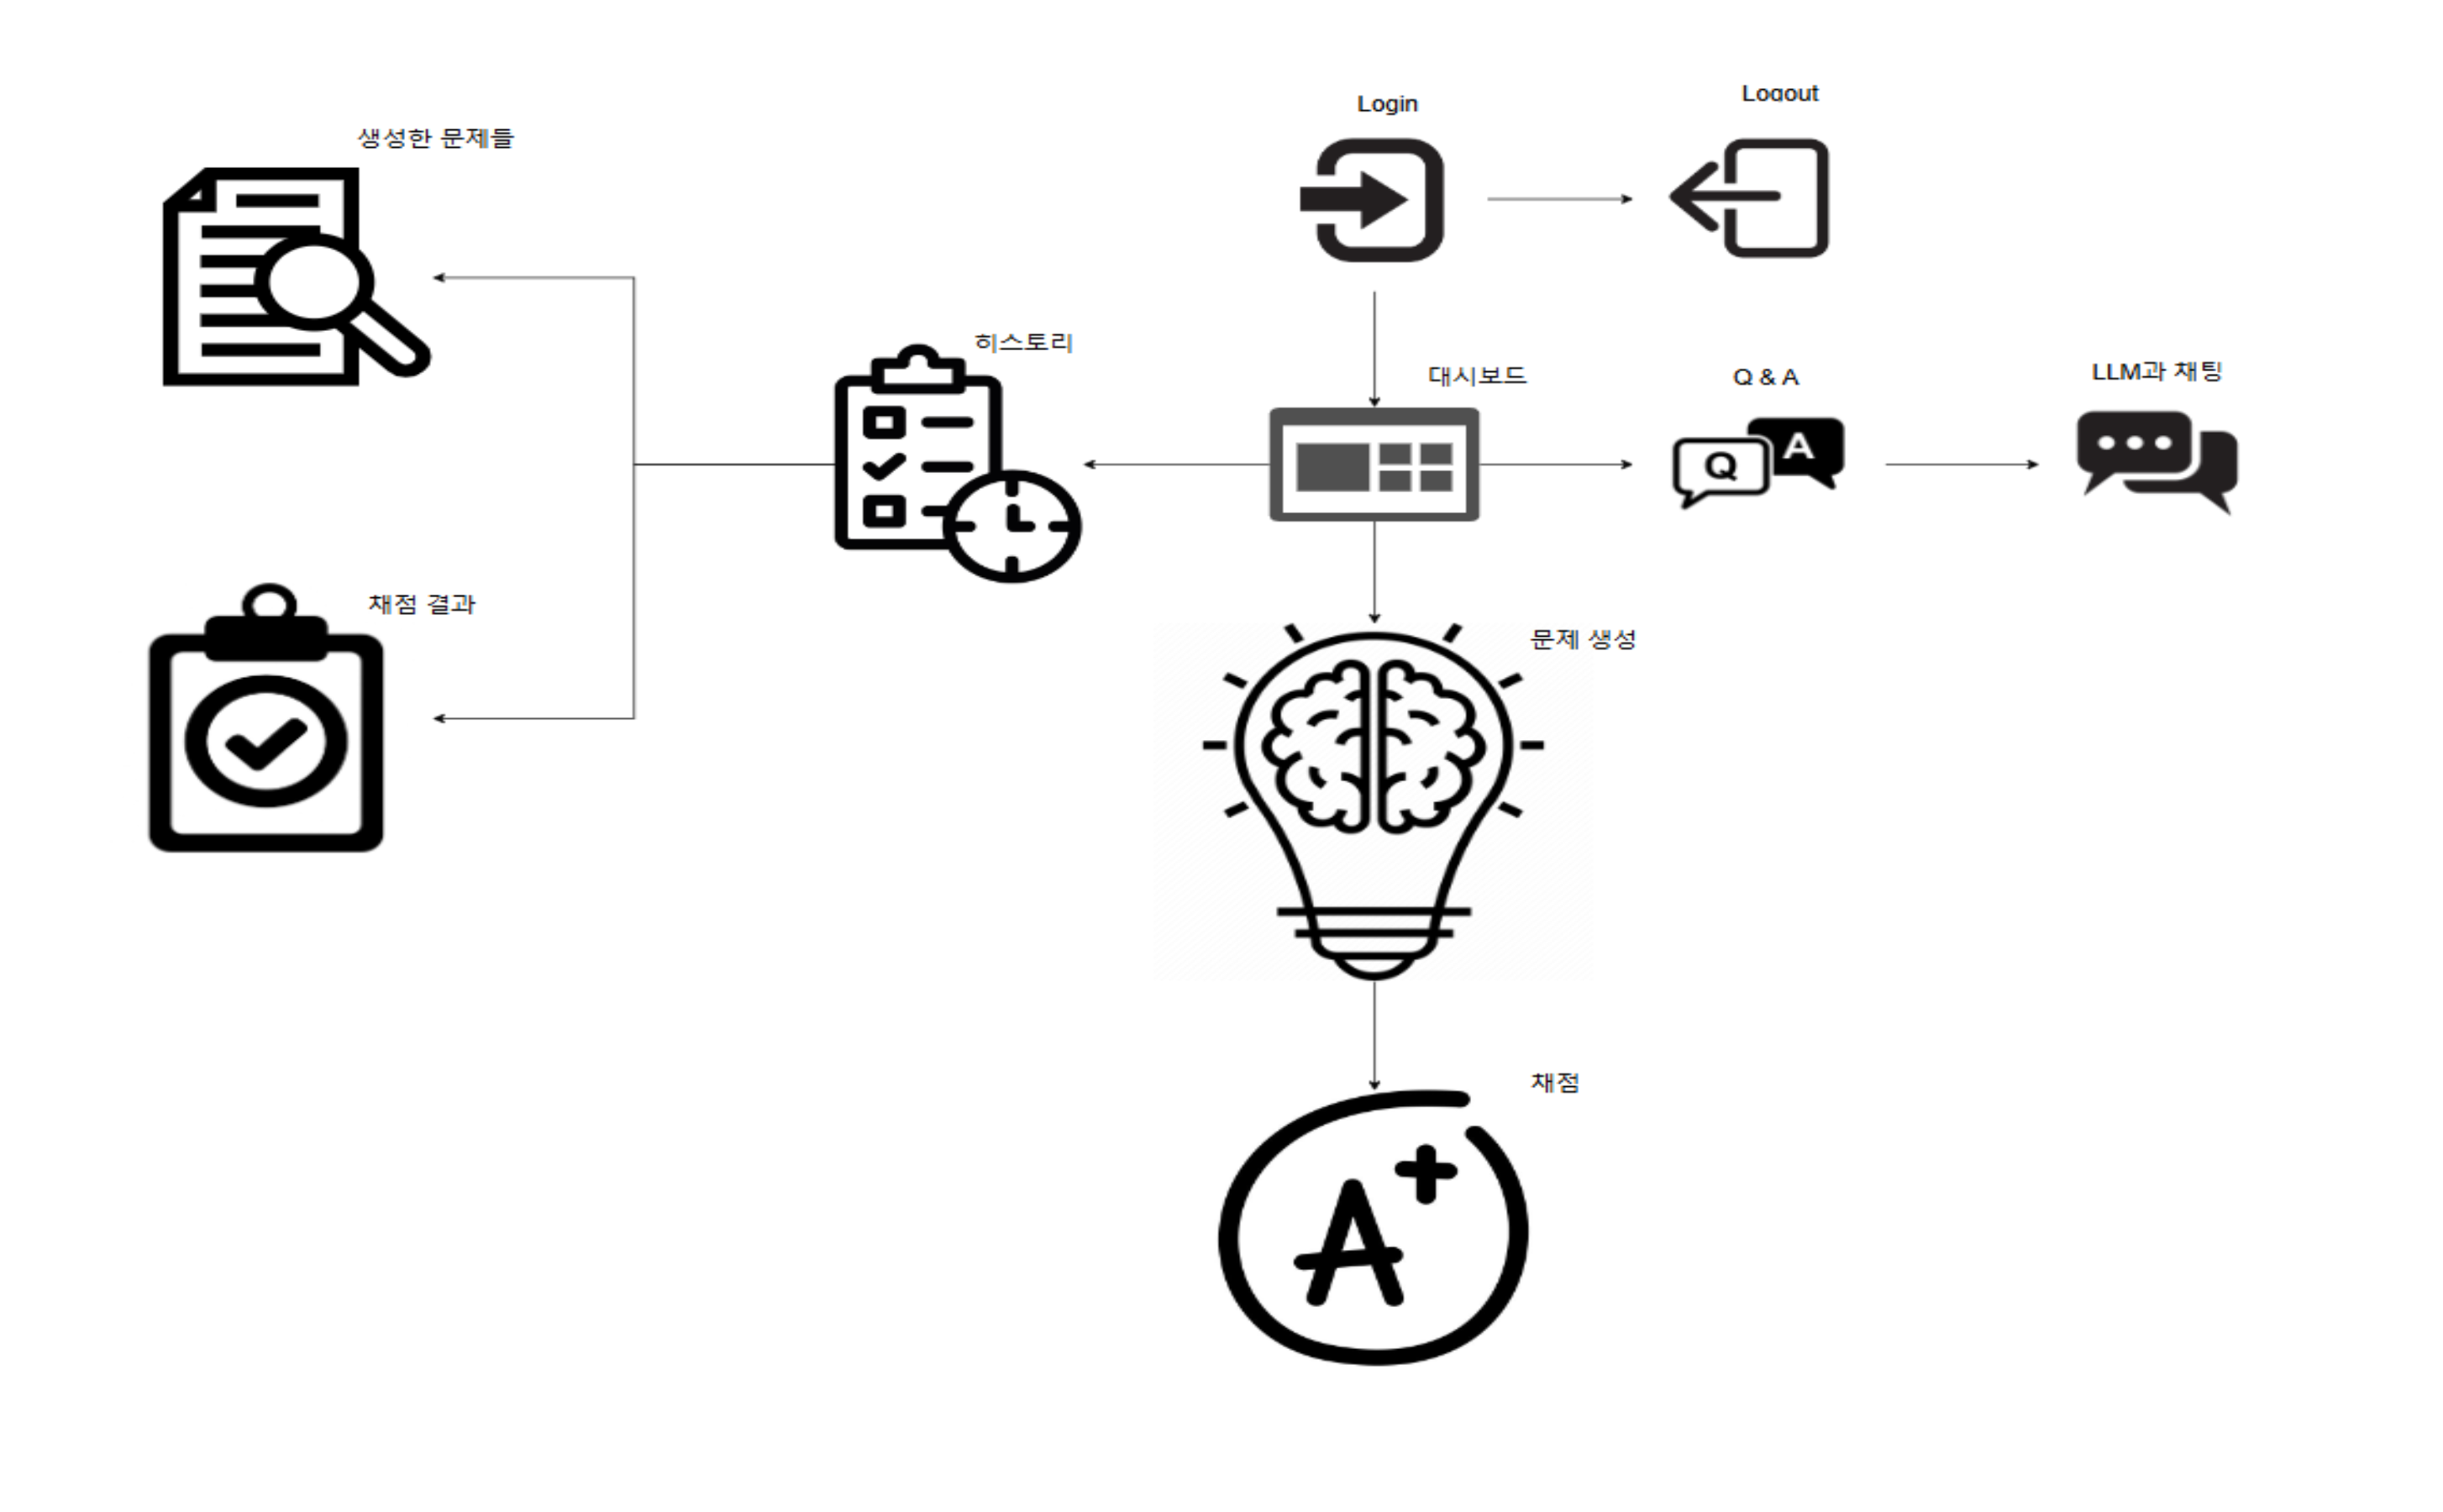 Login
Logout
생성한 문제들
히스토리
대시보드
Q & A
LLM과 채팅
Q
A
채점 결과
문제 생성
채점
A+